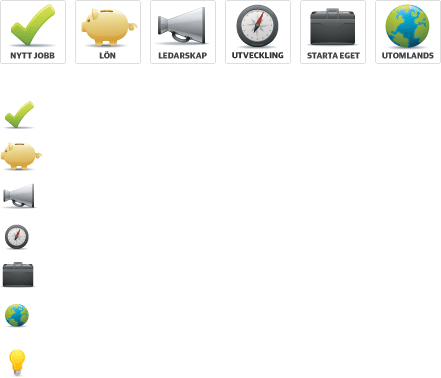 NYTT JOBB
LÖN
LEDARSKAP
UTVECKLING
STARTA EGET
UTOMLANDS